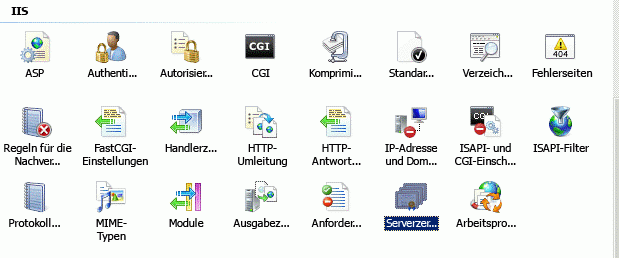 IIS
ASP Authenti... Autorisier... CGI Komprimi... Standar... Verzeich... Fehlerseiten
CGI 404
Regeln für die FastCGI- Handlerz... HTTP- HTTP- IP-Adresse ISAPI- und ISAPI-Filter
Nachver... Einstellungen Umleitung Antwort... und Dom... CGI-Einsch...
Protokoll... MIME- Module Ausgabez... Anforder... Serverzer... Arbeitspro...
Typen